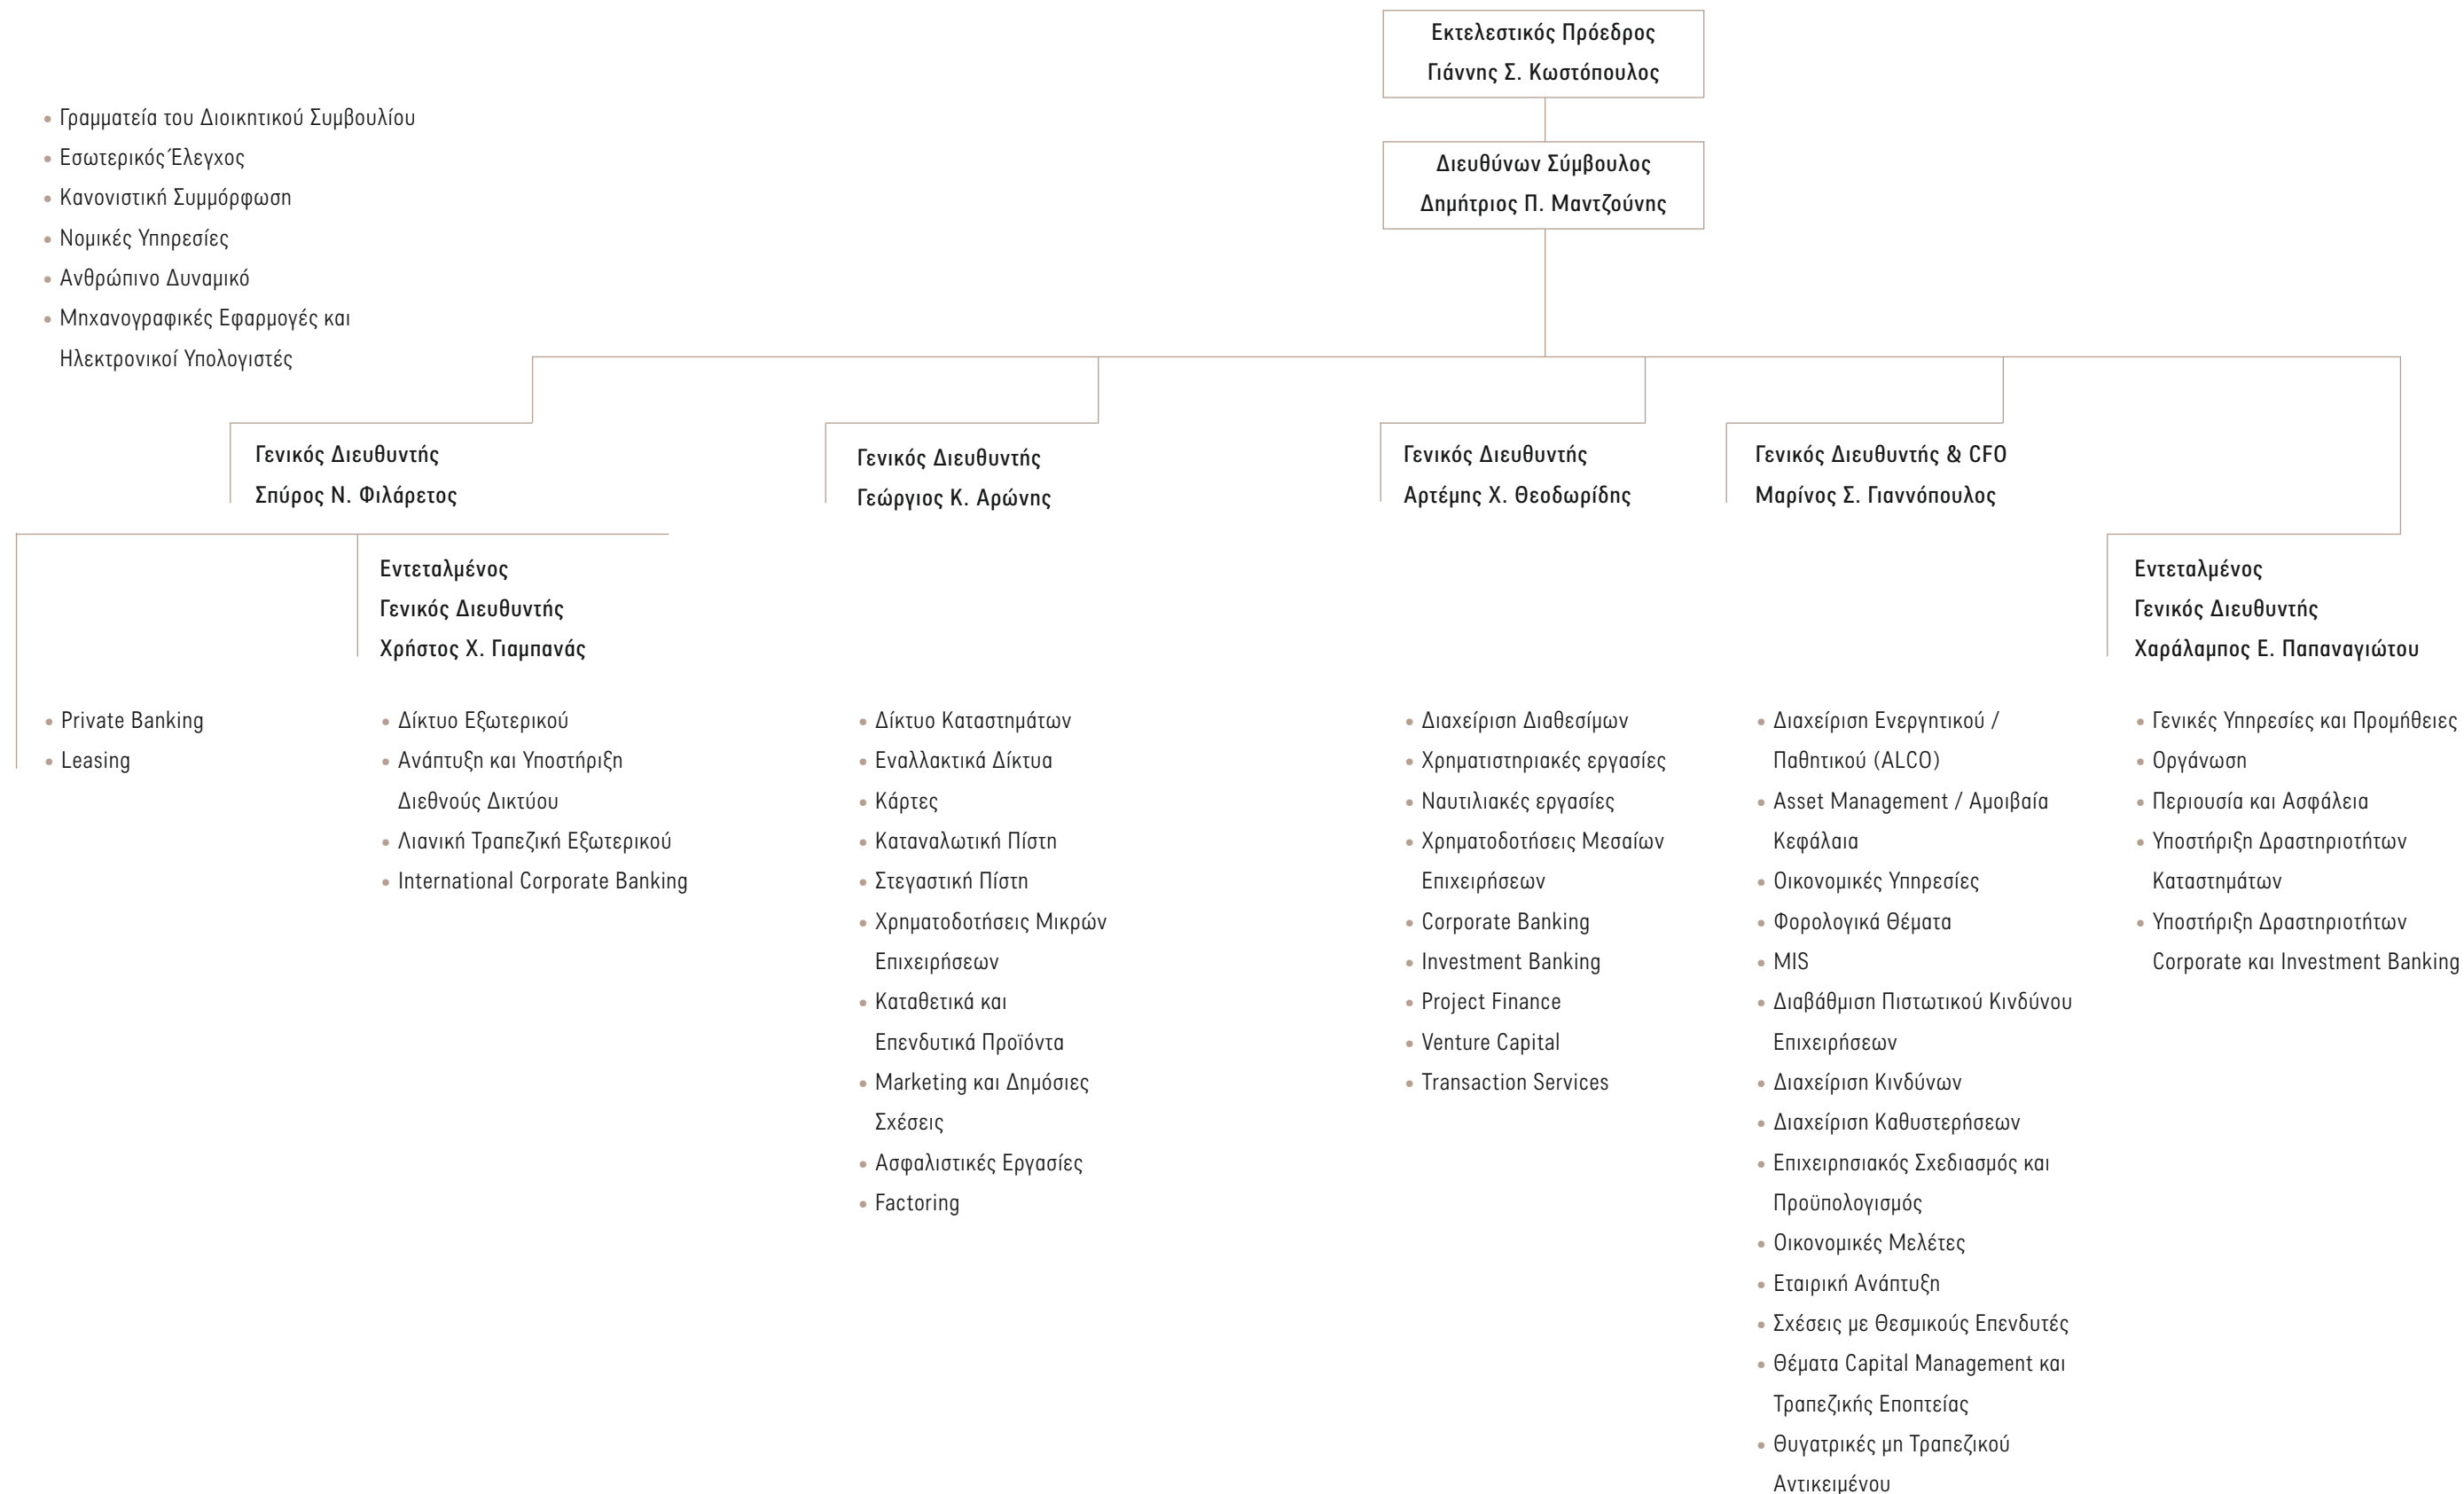 Εκτελεστικός Πρόεδρος
Γιάννης Σ. Κωστόπουλος
Διευθύνων Σύμβουλος
Δημήτριος Π. Μαντζούνης
• Γραμματεία του Διοικητικού Συμβουλίου
• Εσωτερικός Έλεγχος
• Κανονιστική Συμμόρφωση
• Νομικές Υπηρεσίες
• Ανθρώπινο Δυναμικό
• Μηχανογραφικές Εφαρμογές και
Ηλεκτρονικοί Υπολογιστές
Γενικός Διευθυντής
Σπύρος Ν. Φιλάρετος
• Private Banking
• Leasing
Εντεταλμένος
Γενικός Διευθυντής
Χρήστος Χ. Γιαμπανάς
• Δίκτυο Εξωτερικού
• Ανάπτυξη και Υποστήριξη
Διεθνούς Δικτύου
• Λιανική Τραπεζική Εξωτερικού
• International Corporate Banking
Γενικός Διευθυντής
Γεώργιος Κ. Αρώνης
• Δίκτυο Καταστημάτων
• Εναλλακτικά Δίκτυα
• Κάρτες
• Καταναλωτική Πίστη
• Στεγαστική Πίστη
• Χρηματοδοτήσεις Μικρών
Επιχειρήσεων
• Καταθετικά και
Επενδυτικά Προϊόντα
• Marketing και Δημόσιες
Σχέσεις
• Ασφαλιστικές Εργασίες
• Factoring
Γενικός Διευθυντής
Αρτέμης Χ. Θεοδωρίδης
• Διαχείριση Διαθεσίμων
• Χρηματιστηριακές εργασίες
• Ναυτιλιακές εργασίες
• Χρηματοδοτήσεις Μεσαίων
Επιχειρήσεων
• Corporate Banking
• Investment Banking
• Project Finance
• Venture Capital
• Transaction Services
Γενικός Διευθυντής & CFO
Μαρίνος Σ. Γιαννόπουλος
• Διαχείριση Ενεργητικού /
Παθητικού (ALCO)
• Asset Management / Αμοιβαία
Κεφάλαια
• Οικονομικές Υπηρεσίες
• Φορολογικά Θέματα
• MIS
• Διαβάθμιση Πιστωτικού Κινδύνου
Επιχειρήσεων
• Διαχείριση Κινδύνων
• Διαχείριση Καθυστερήσεων
• Επιχειρησιακός Σχεδιασμός και
Προϋπολογισμός
• Οικονομικές Μελέτες
• Εταιρική Ανάπτυξη
• Σχέσεις με Θεσμικούς Επενδυτές
• Θέματα Capital Management και
Τραπεζικής Εποπτείας
• Θυγατρικές μη Τραπεζικού
Αντικειμένου
Εντεταλμένος
Γενικός Διευθυντής
Χαράλαμπος Ε. Παπαναγιώτου
• Γενικές Υπηρεσίες και Προμήθειες
• Οργάνωση
• Περιουσία και Ασφάλεια
• Υποστήριξη Δραστηριοτήτων
Καταστημάτων
• Υποστήριξη Δραστηριοτήτων
Corporate και Investment Banking